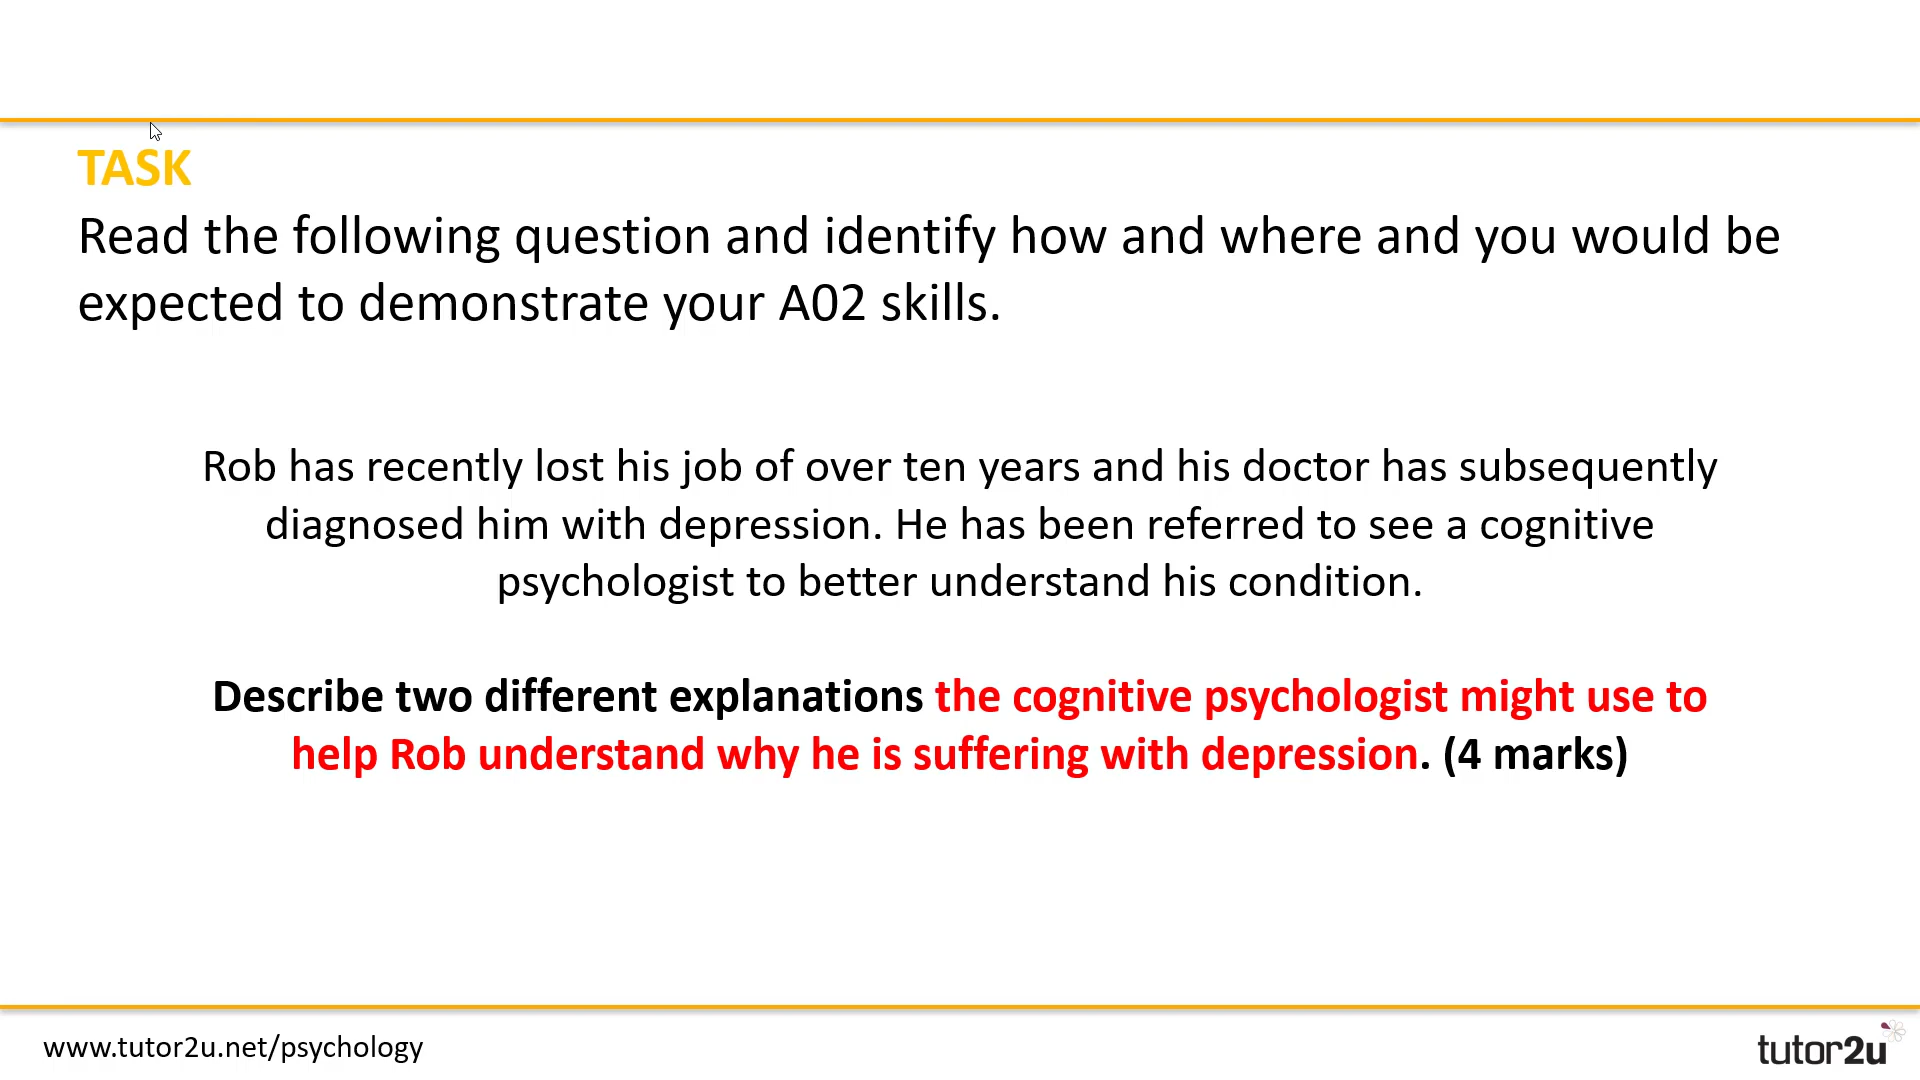 TASK
Read the following question and identify how and where and you would be
expected to demonstrate your A02 skills.
Rob has recently lost his job of over ten years and his doctor has subsequently
diagnosed him with depression. He has been referred to see a cognitive
psychologist to better understand his condition.
Describe two different explanations the cognitive psychologist might use to
help Rob understand why he is suffering with depression. (4 marks)
www.tutor2u.net/psychology
tutor2u